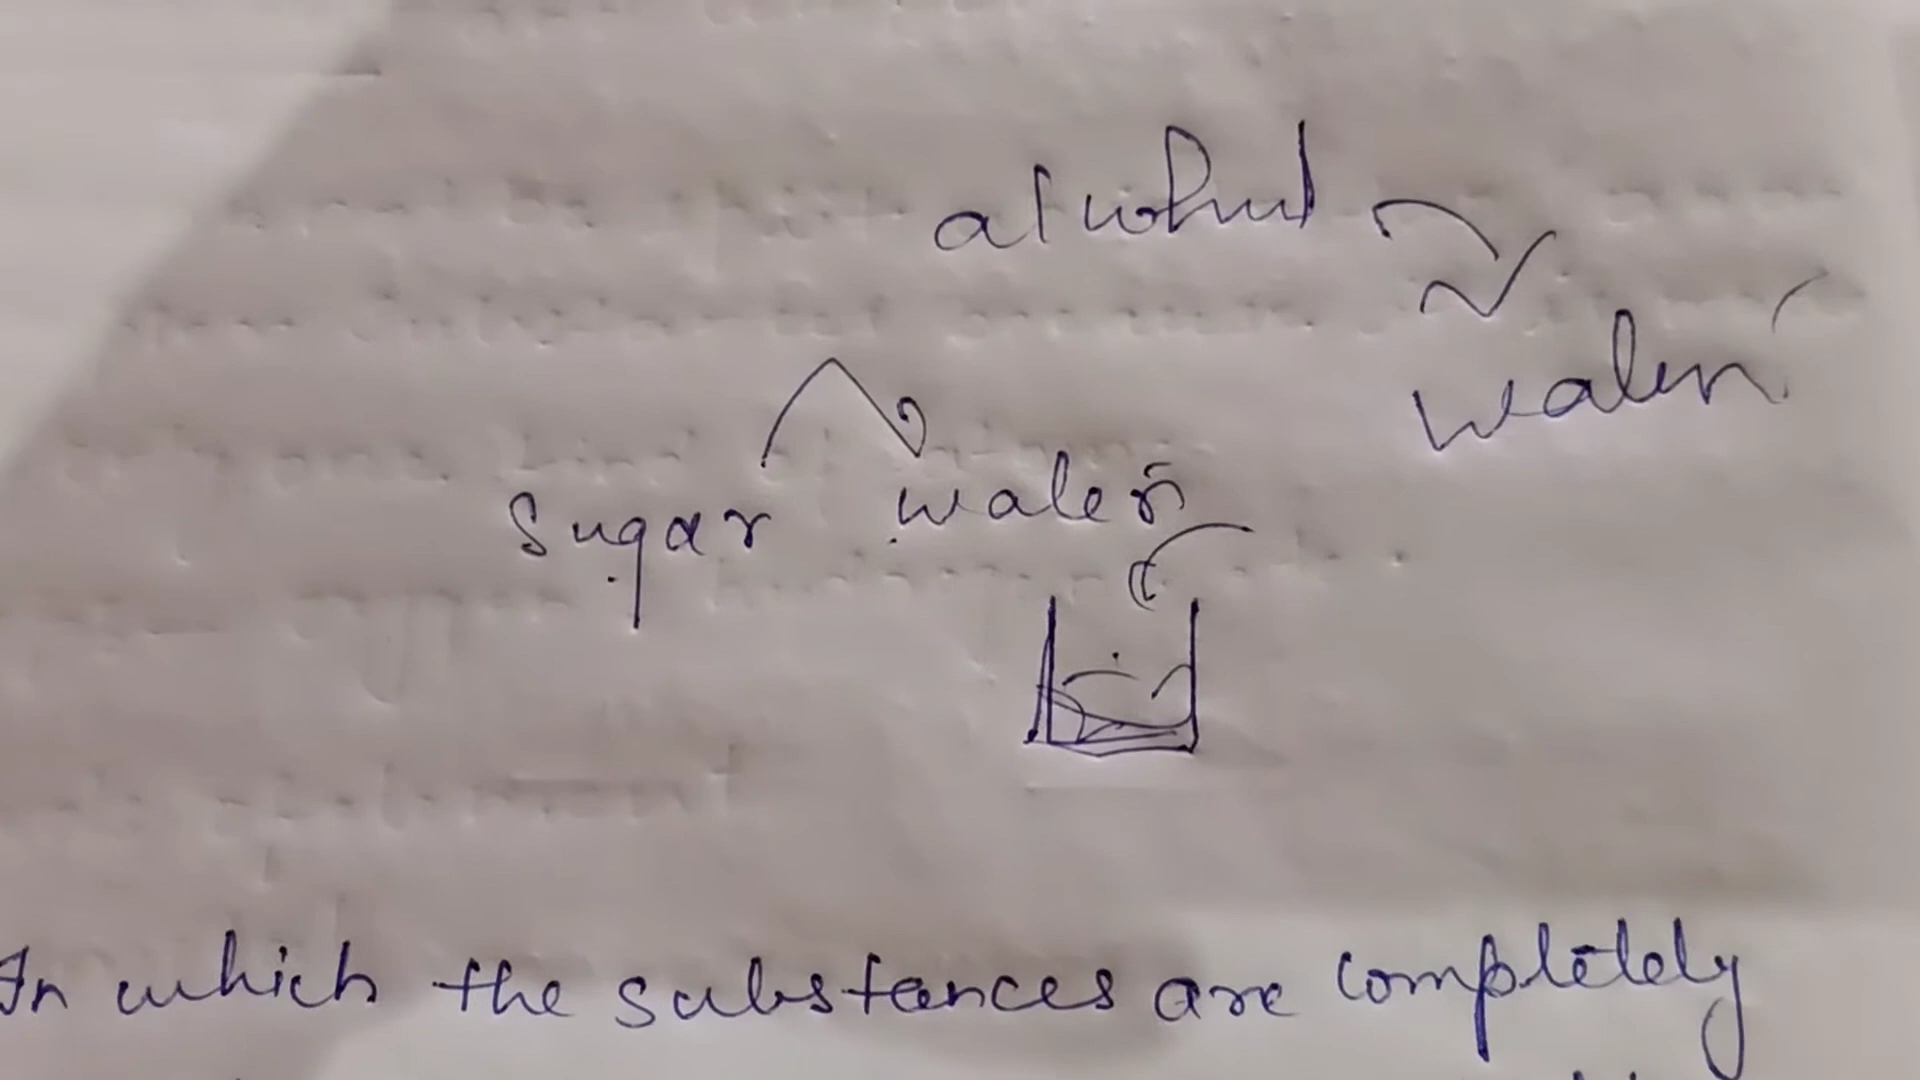 alcohol
water
sugar water
In which the substances are completely